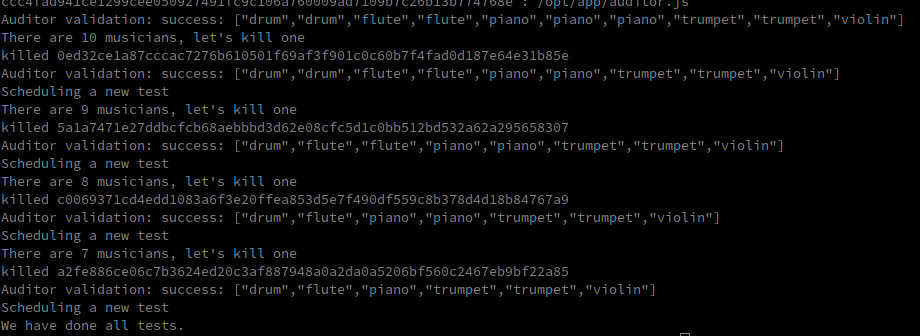 ccc4fad941ce1299cee050927491fc9c106a760009ad7109b7c26b13b774768e : /opt/app/auditor.js
Auditor validation: success: ["drum","drum","flute","flute","piano","piano","piano","trumpet","trumpet","violin"]
There are 10 musicians, let's kill one
killed 0ed32ce1a87cccac7276b610501f69af3f901c0c60b7f4fad0d187e64e31b85e
Auditor validation: success: ["drum","drum","flute","flute","piano","piano","trumpet","trumpet","violin"]
Scheduling a new test
There are 9 musicians, let's kill one
killed 5a1a7471e27ddbcfcb68aebbbd3d62e08cfc5d1c0bb512bd532a62a295658307
Auditor validation: success: ["drum","flute","flute","piano","piano","trumpet","trumpet","violin"]
Scheduling a new test
There are 8 musicians, let's kill one
killed c0069371cd4edd1083a6f3e20ffea853d5e7f490df559c8b378d4d18b84767a9
Auditor validation: success: ["drum","flute","piano","piano","trumpet","trumpet","violin"]
Scheduling a new test
There are 7 musicians, let's kill one
killed a2fe886ce06c7b3624ed20c3af887948a0a2da0a5206bf560c2467eb9bf22a85
Auditor validation: success: ["drum","flute","piano","trumpet","trumpet","violin"]
Scheduling a new test
We have done all tests.